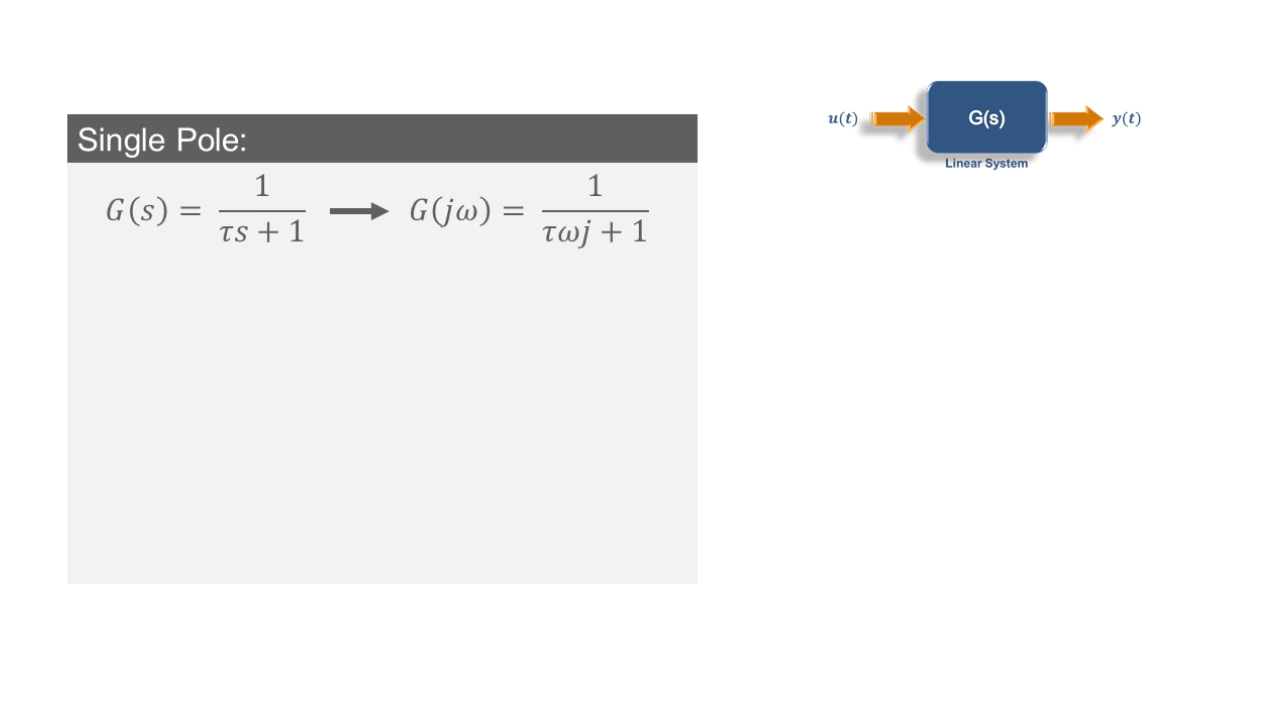 Single Pole:
G(s) = 1/(τs + 1) → G(jω) = 1/(τωj + 1)
u(t) G(s) y(t)
Linear System